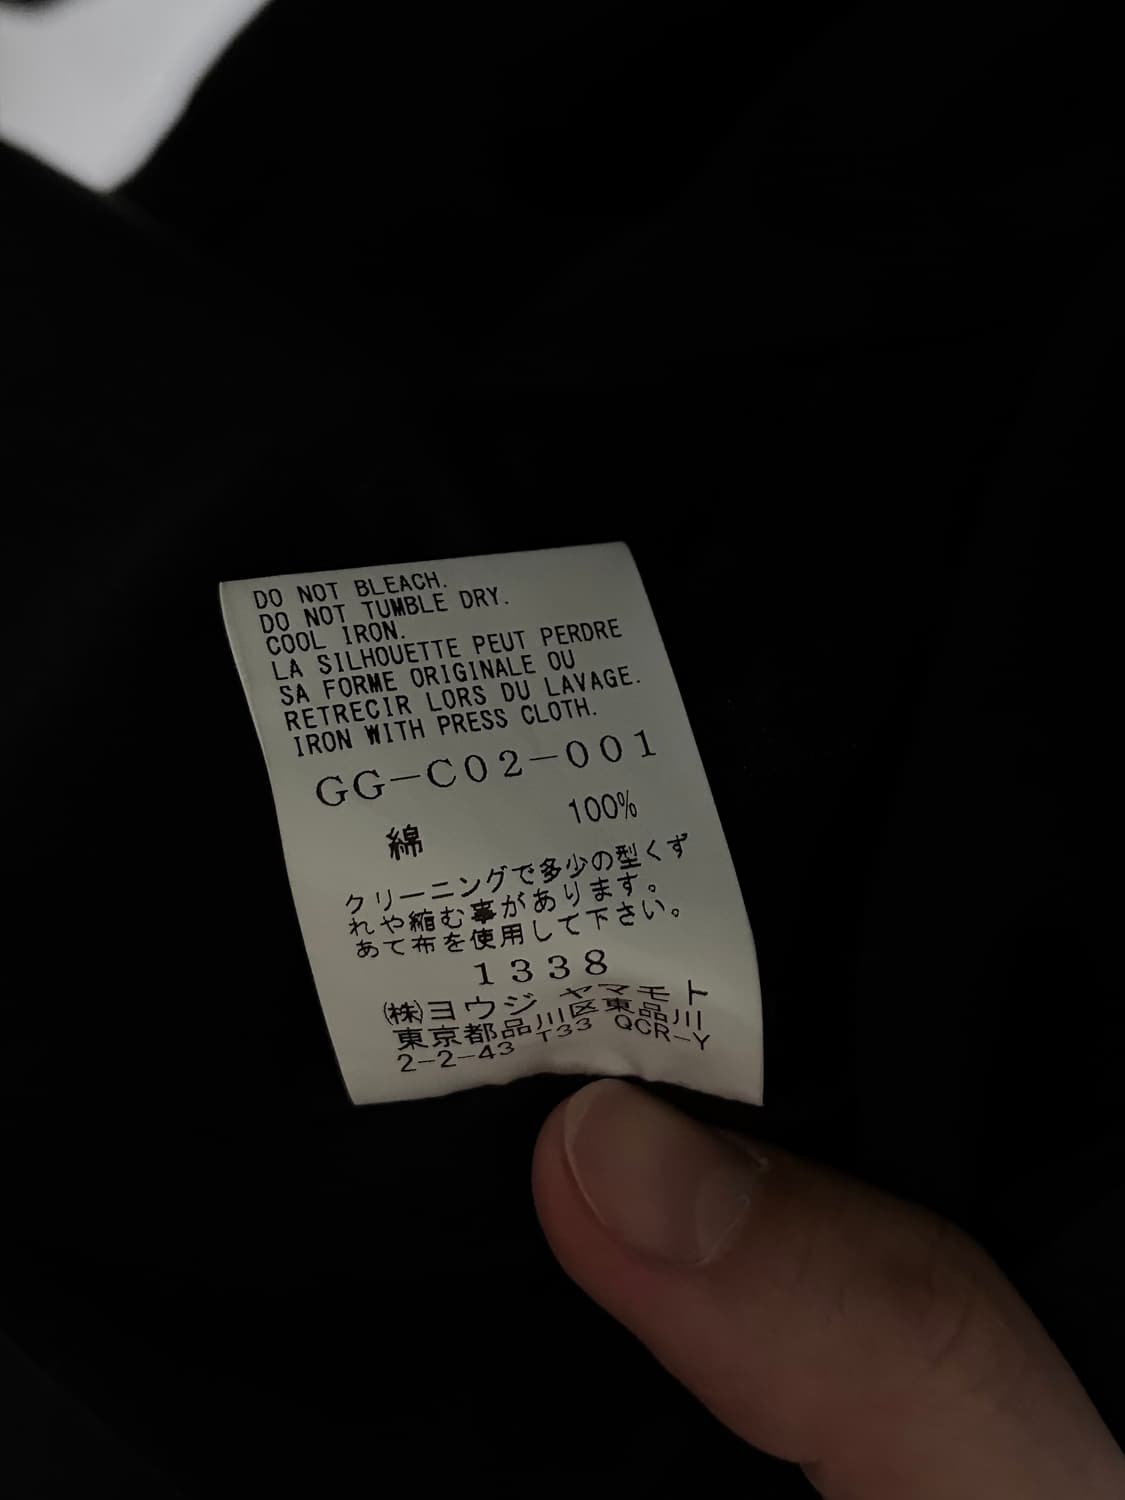 DO NOT BLEACH.
DO NOT TUMBLE DRY.
COOL IRON.
LA SILHOUETTE PEUT PERDRE
SA FORME ORIGINALE OU
RETRECIR LORS DU LAVAGE.
IRON WITH PRESS CLOTH.
GG-C02-001
綿 100%
クリーニングで多少の型くず
れや縮む事があります。
あて布を使用して下さい。
1338
㈱ヨウジ ヤマモト
東京都品川区東品川
2-2-43 T33 QCR-Y